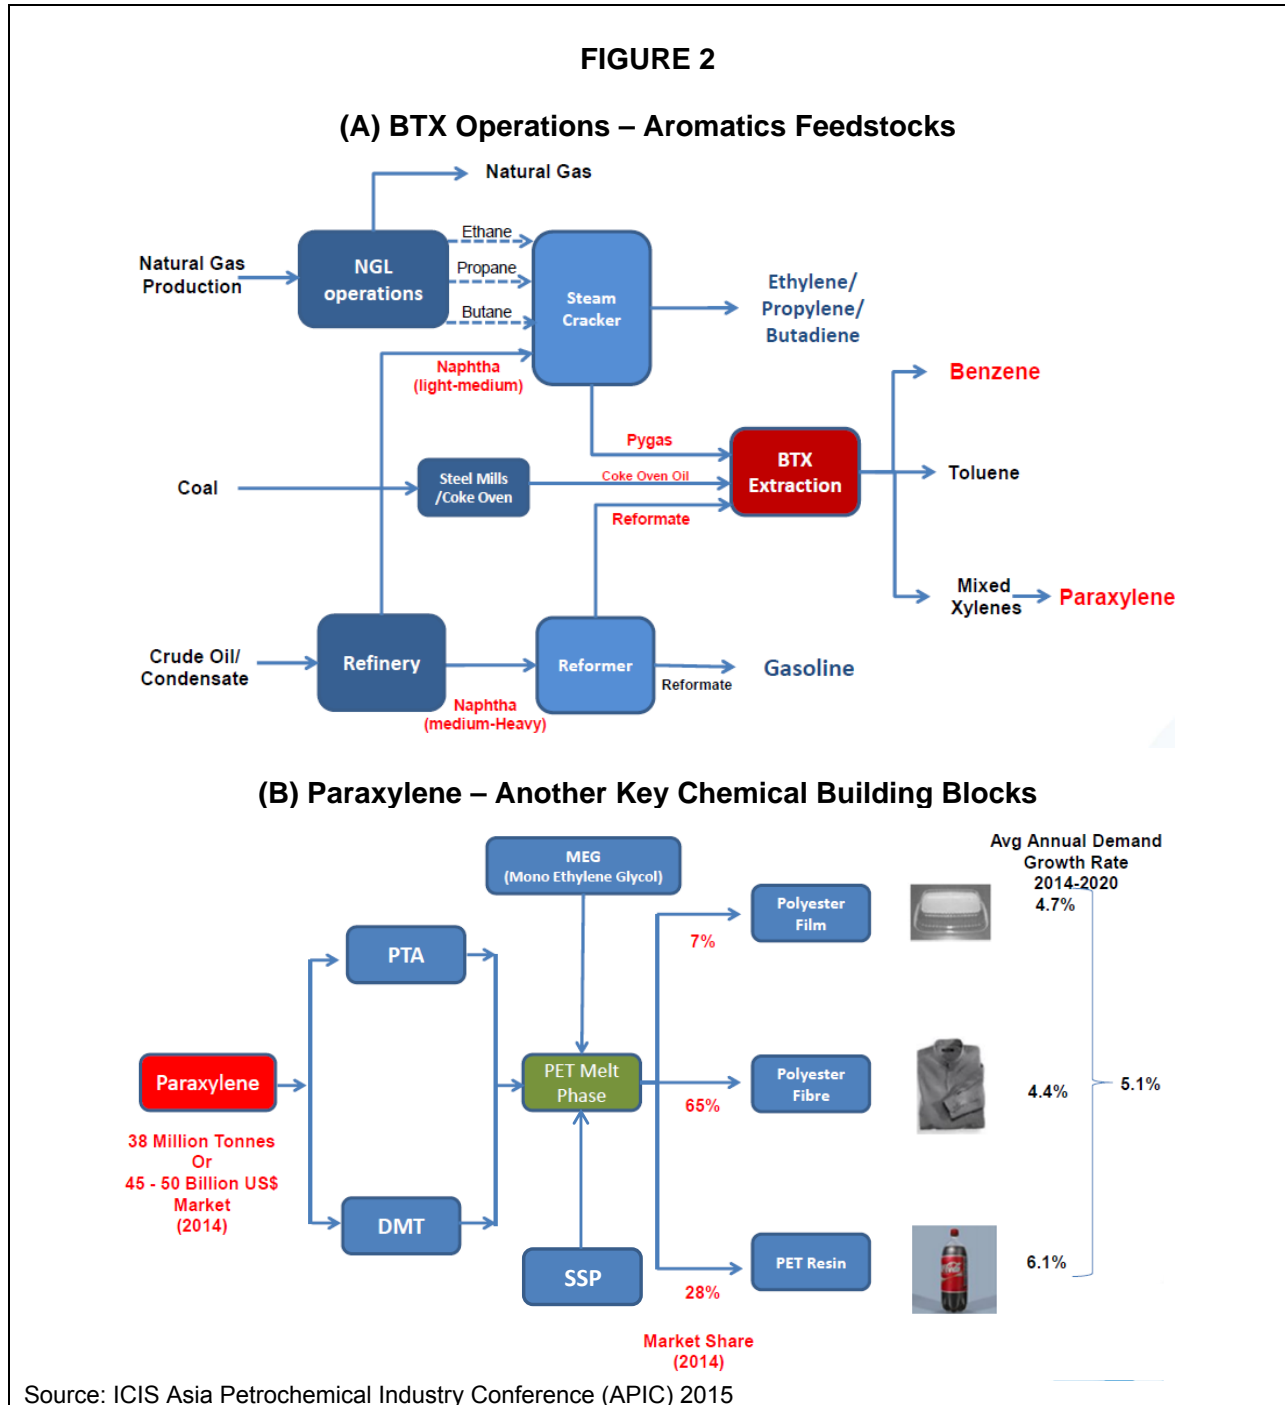 FIGURE 2
(A) BTX Operations – Aromatics Feedstocks
Natural Gas
Natural Gas
Production
NGL
operations
Ethane
Propane
Butane
Steam
Cracker
Ethylene/
Propylene/
Butadiene
Naphtha
(light-medium)
Benzene
Pygas
BTX
Extraction
Coal
Steel Mills
/Coke Oven
Coke Oven Oil
Toluene
Reformate
Mixed
Xylenes
Paraxylene
Crude Oil/
Condensate
Refinery
Naphtha
(medium-Heavy)
Reformer
Reformate
Gasoline
(B) Paraxylene – Another Key Chemical Building Blocks
MEG
(Mono Ethylene Glycol)
Avg Annual Demand
Growth Rate
2014-2020
4.7%
Polyester
Film
7%
PTA
Paraxylene
PET Melt
Phase
65%
Polyester
Fibre
4.4%
5.1%
38 Million Tonnes
Or
45 - 50 Billion US$
Market
(2014)
DMT
SSP
28%
PET Resin
6.1%
Market Share
(2014)
Source: ICIS Asia Petrochemical Industry Conference (APIC) 2015